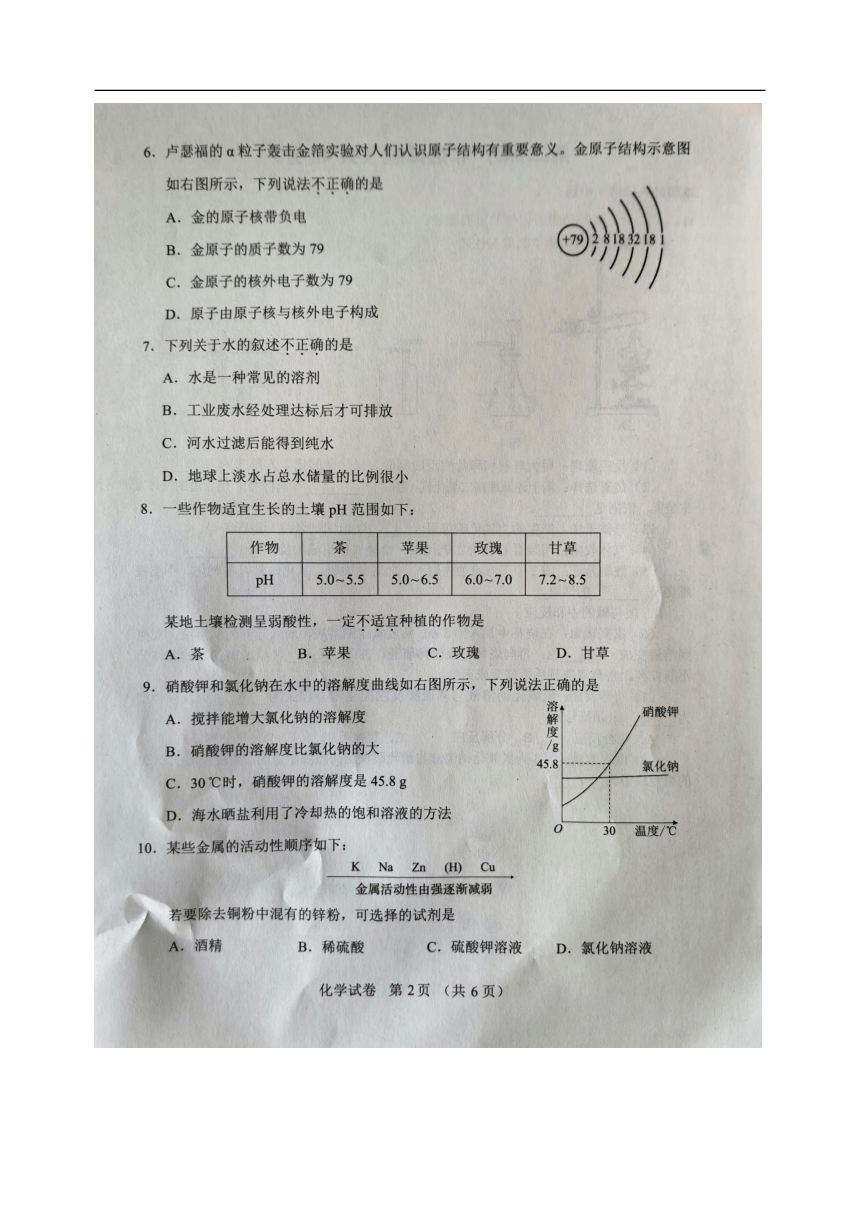 6．卢瑟福的α粒子轰击金箔实验对人们认识原子结构有重要意义。金原子结构示意图
如右图所示，下列说法不正确的是
A．金的原子核带负电
B．金原子的质子数为79
C．金原子的核外电子数为79
D．原子由原子核与核外电子构成
+79 2 8 18 32 18 1
7．下列关于水的叙述不正确的是
A．水是一种常见的溶剂
B．工业废水经处理达标后才可排放
C．河水过滤后能得到纯水
D．地球上淡水占总水储量的比例很小
8．一些作物适宜生长的土壤 pH 范围如下：
作物 茶 苹果 玫瑰 甘草
pH 5.0~5.5 5.0~6.5 6.0~7.0 7.2~8.5
某地土壤检测呈弱酸性，一定不适宜种植的作物是
A．茶 B．苹果 C．玫瑰 D．甘草
9．硝酸钾和氯化钠在水中的溶解度曲线如右图所示，下列说法正确的是
A．搅拌能增大氯化钠的溶解度
B．硝酸钾的溶解度比氯化钠的大
C．30℃时，硝酸钾的溶解度是 45.8 g
D．海水晒盐利用了冷却热的饱和溶液的方法
溶解度/g
硝酸钾
45.8
氯化钠
O 30 温度/℃
10．某些金属的活动性顺序如下：
K Na Zn (H) Cu
金属活动性由强逐渐减弱
若要除去铜粉中混有的锌粉，可选择的试剂是
A．酒精 B．稀硫酸 C．硫酸钾溶液 D．氯化钠溶液
化学试卷 第2页 （共6页）